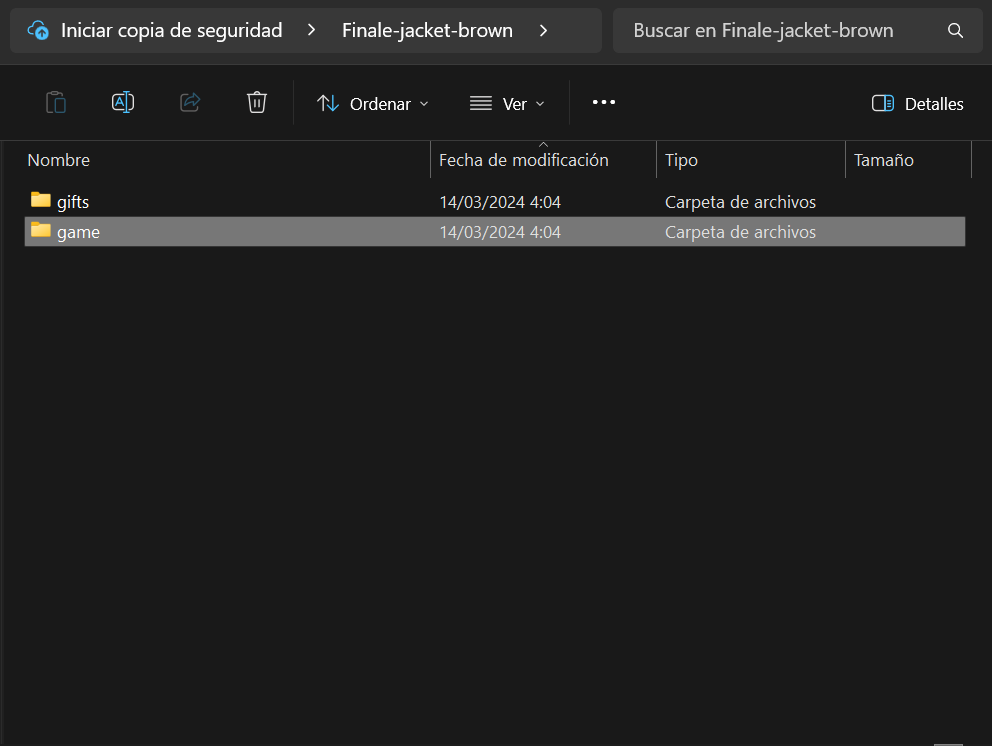 Iniciar copia de seguridad > Finale-jacket-brown > Buscar en Finale-jacket-brown
Ordenar Ver ••• Detalles
Nombre Fecha de modificación Tipo Tamaño
gifts 14/03/2024 4:04 Carpeta de archivos
game 14/03/2024 4:04 Carpeta de archivos